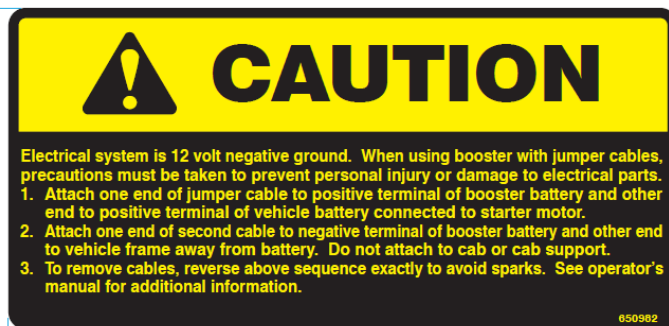 CAUTION
Electrical system is 12 volt negative ground. When using booster with jumper cables,
precautions must be taken to prevent personal injury or damage to electrical parts.
1. Attach one end of jumper cable to positive terminal of booster battery and other
end to positive terminal of vehicle battery connected to starter motor.
2. Attach one end of second cable to negative terminal of booster battery and other end
to vehicle frame away from battery. Do not attach to cab or cab support.
3. To remove cables, reverse above sequence exactly to avoid sparks. See operator's
manual for additional information.
650982